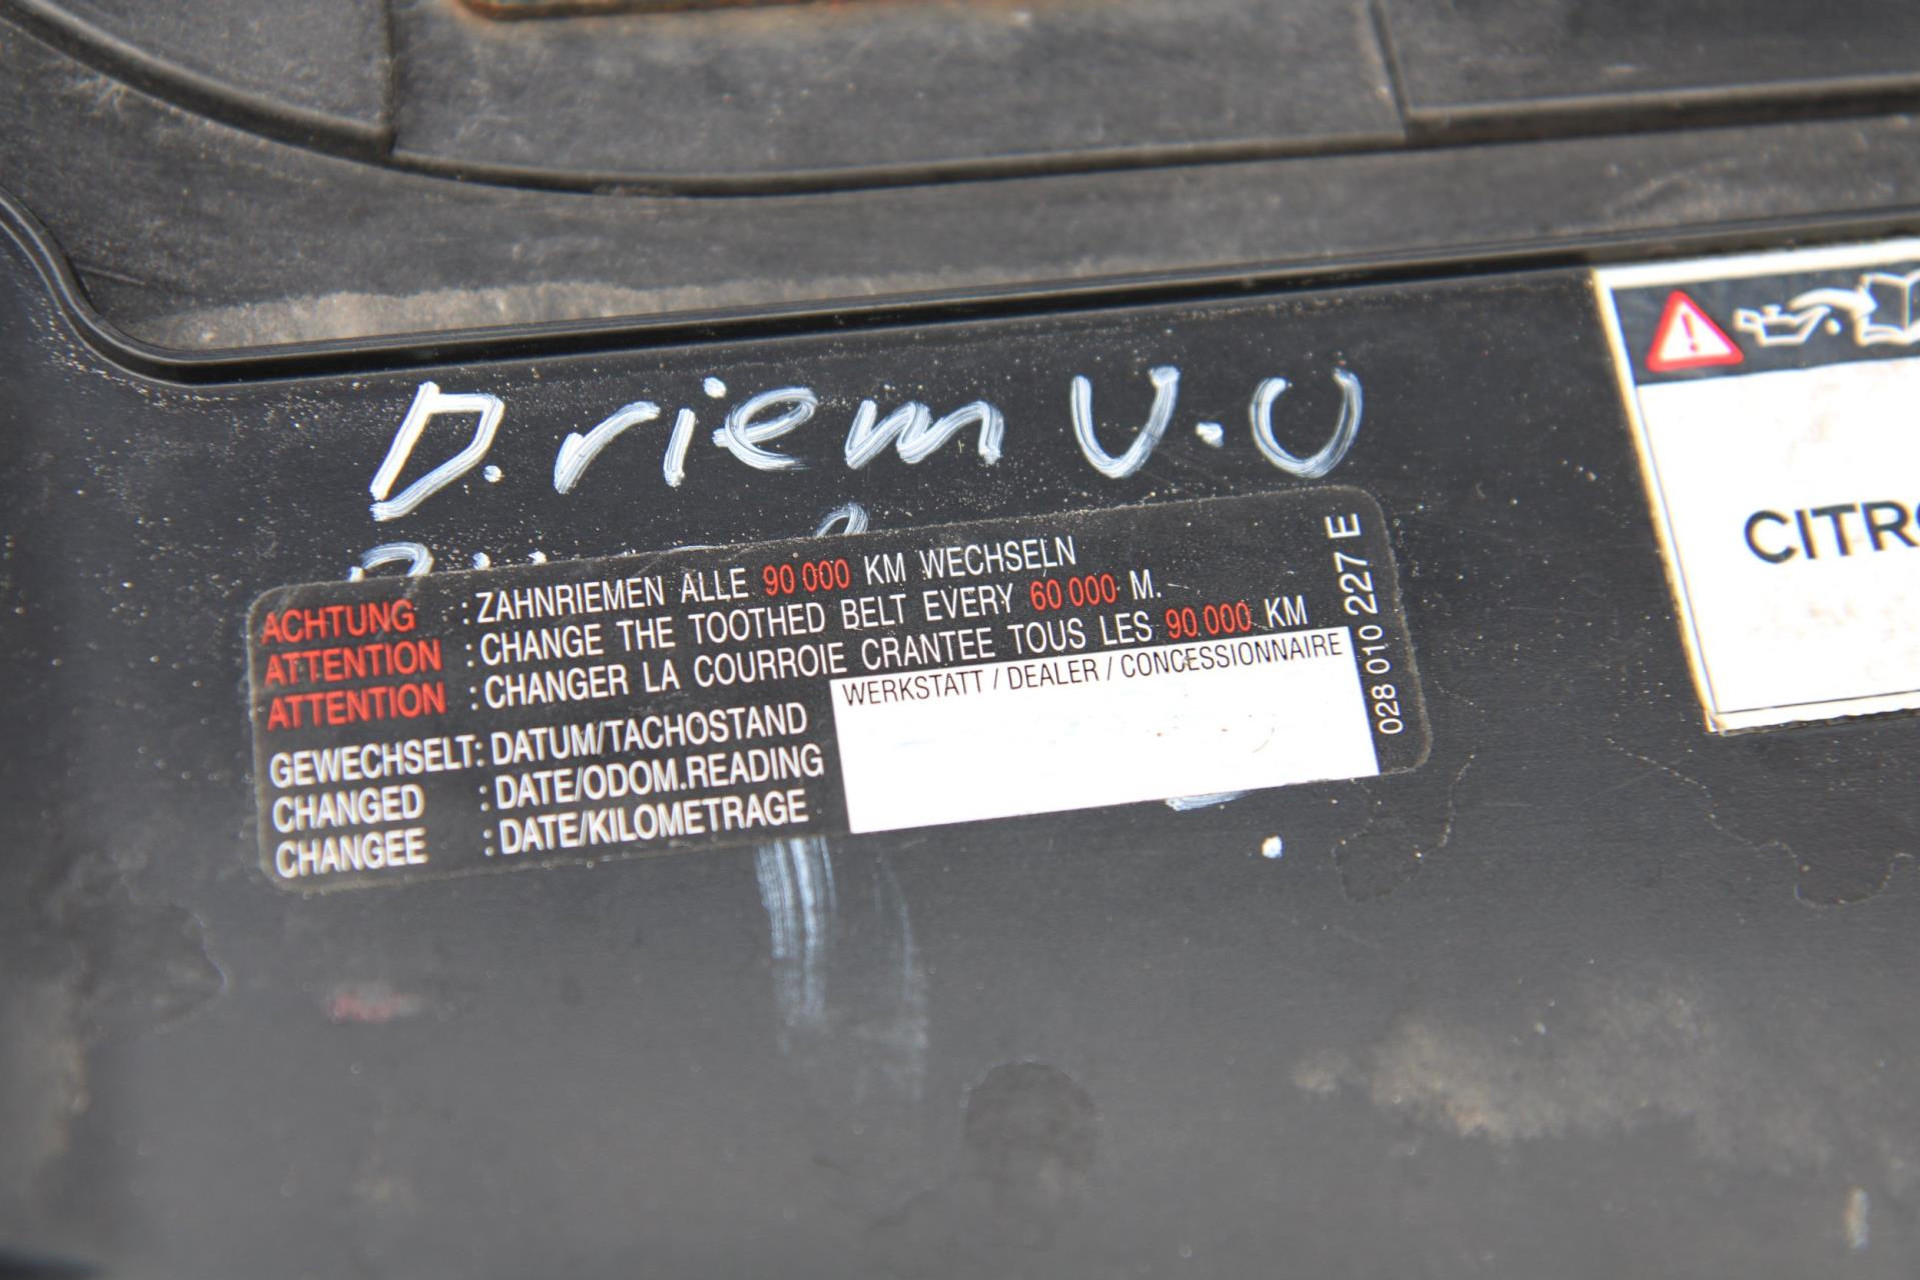 D.riem V.V
ACHTUNG : ZAHNRIEMEN ALLE 90 000 KM WECHSELN
ATTENTION : CHANGE THE TOOTHED BELT EVERY 60 000 M.
ATTENTION : CHANGER LA COURROIE CRANTEE TOUS LES 90.000 KM
GEWECHSELT: DATUM/TACHOSTAND
CHANGED : DATE/ODOM.READING
CHANGEE : DATE/KILOMETRAGE
WERKSTATT / DEALER / CONCESSIONNAIRE
028 010 227 E